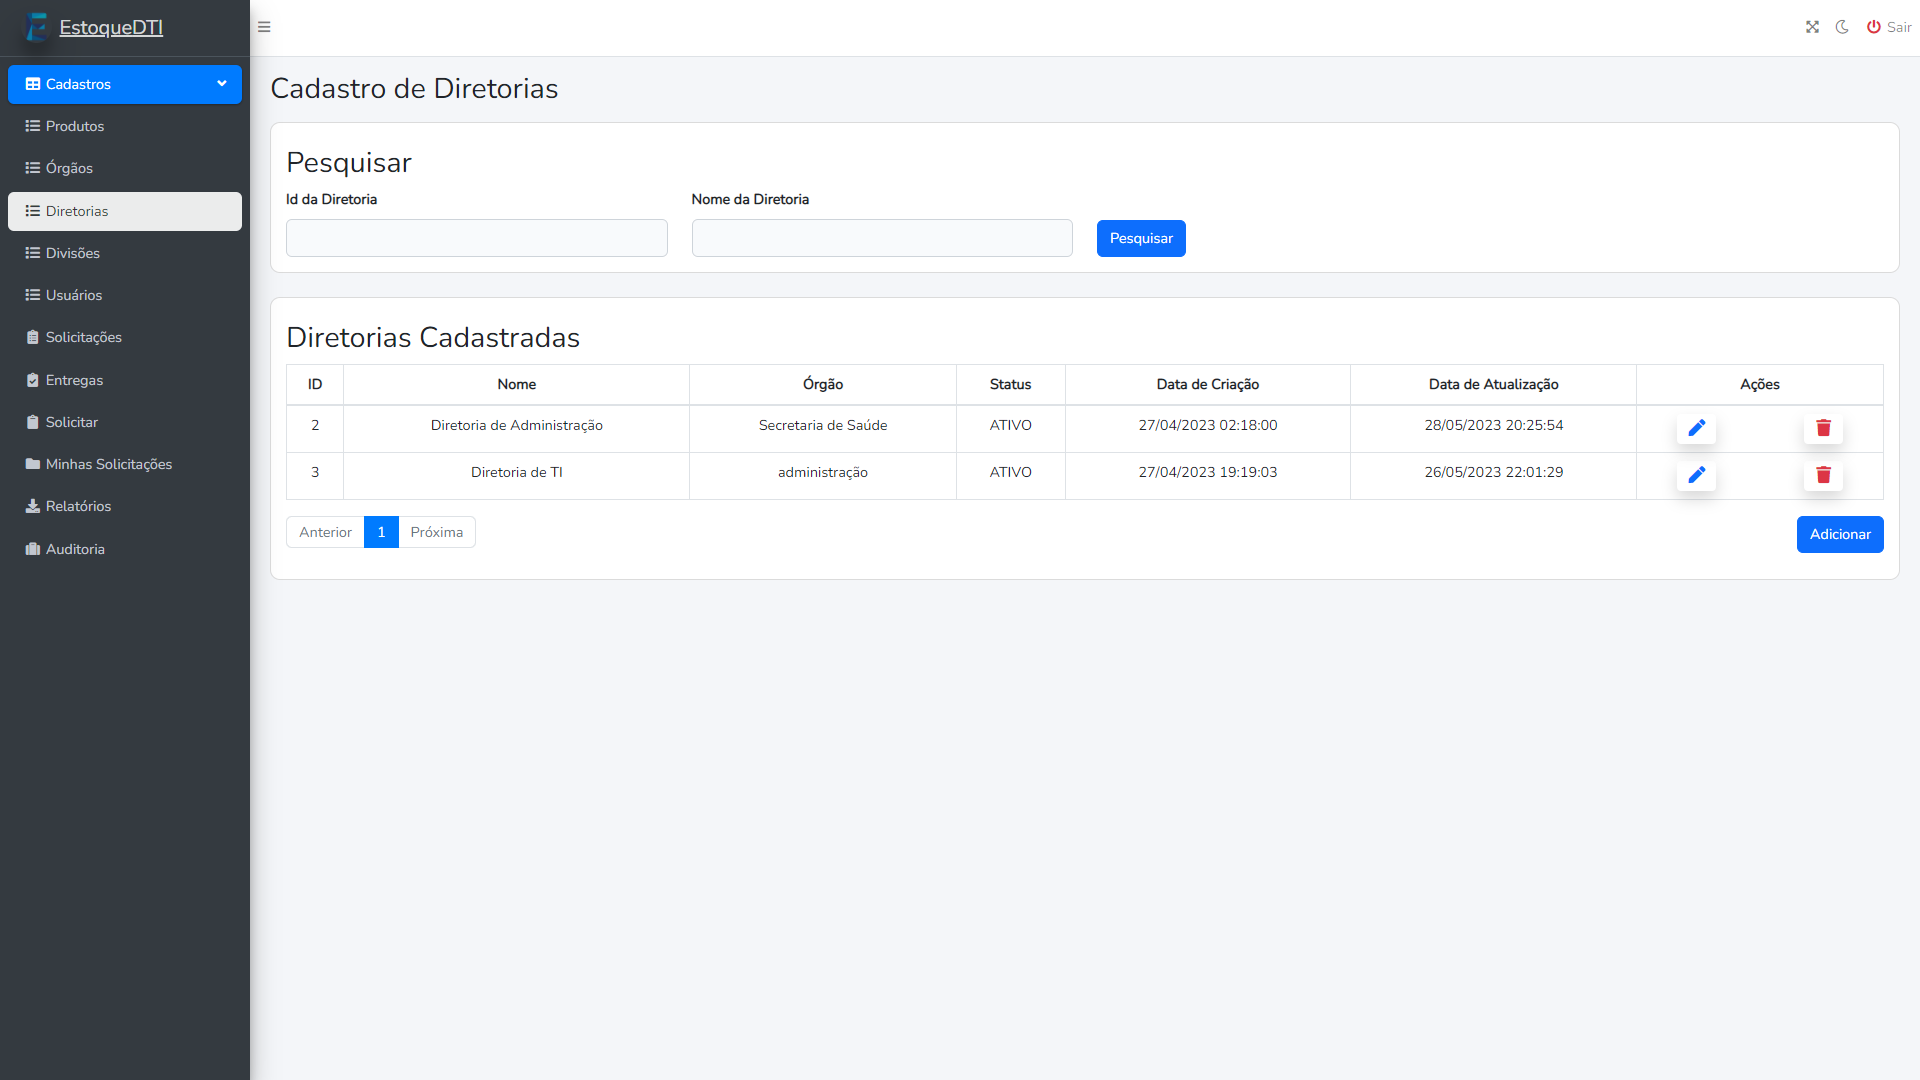 EstoqueDTI
Sair
Cadastros
Produtos
Órgãos
Diretorias
Divisões
Usuários
Solicitações
Entregas
Solicitar
Minhas Solicitações
Relatórios
Auditoria
Cadastro de Diretorias
Pesquisar
Id da Diretoria Nome da Diretoria
Pesquisar
Diretorias Cadastradas
ID Nome Órgão Status Data de Criação Data de Atualização Ações
2 Diretoria de Administração Secretaria de Saúde ATIVO 27/04/2023 02:18:00 28/05/2023 20:25:54
3 Diretoria de TI administração ATIVO 27/04/2023 19:19:03 26/05/2023 22:01:29
Anterior 1 Próxima Adicionar